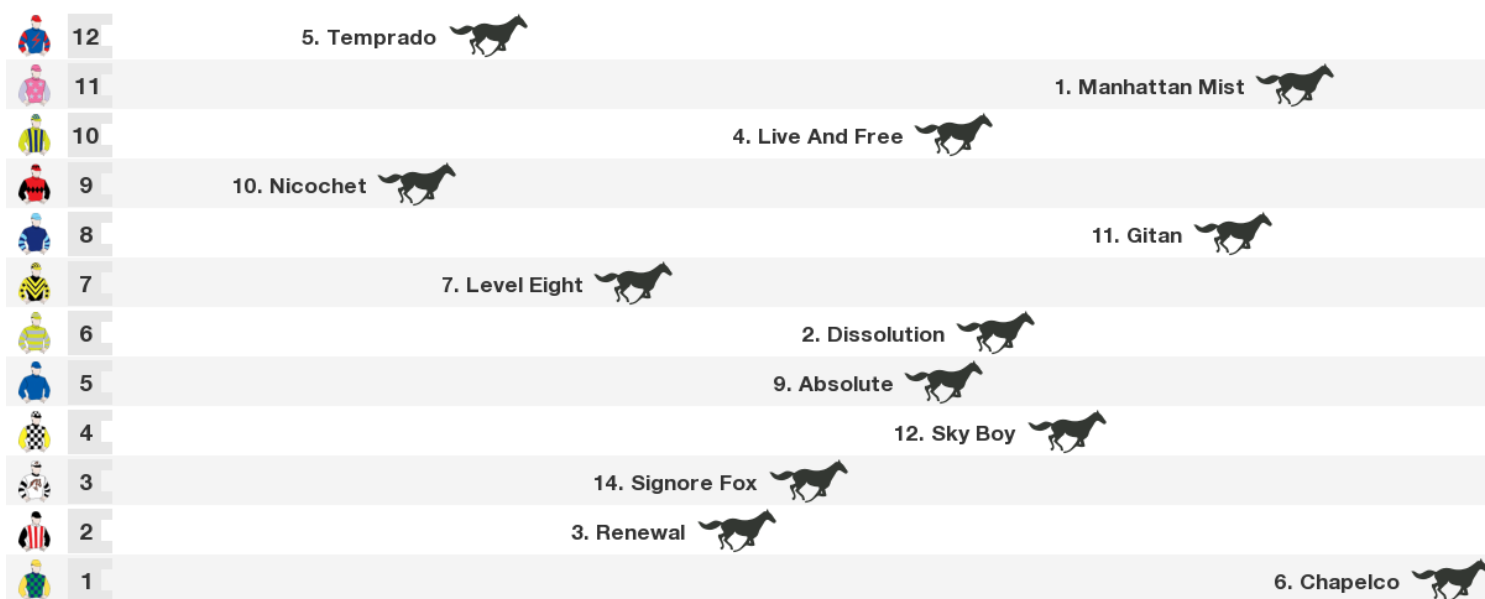 12 5. Temprado
11 1. Manhattan Mist
10 4. Live And Free
9 10. Nicochet
8 11. Gitan
7 7. Level Eight
6 2. Dissolution
5 9. Absolute
4 12. Sky Boy
3 14. Signore Fox
2 3. Renewal
1 6. Chapelco